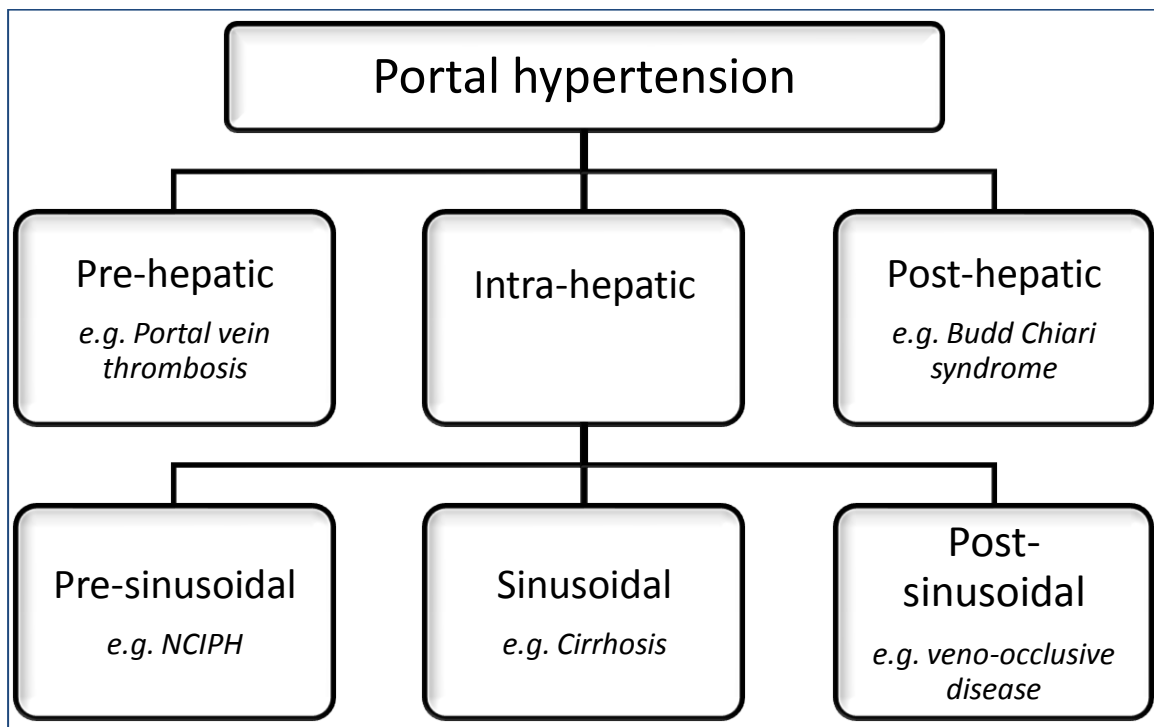 Portal hypertension
Pre-hepatic
e.g. Portal vein
thrombosis
Intra-hepatic
Post-hepatic
e.g. Budd Chiari
syndrome
Pre-sinusoidal
e.g. NCIPH
Sinusoidal
e.g. Cirrhosis
Post-
sinusoidal
e.g. veno-occlusive
disease